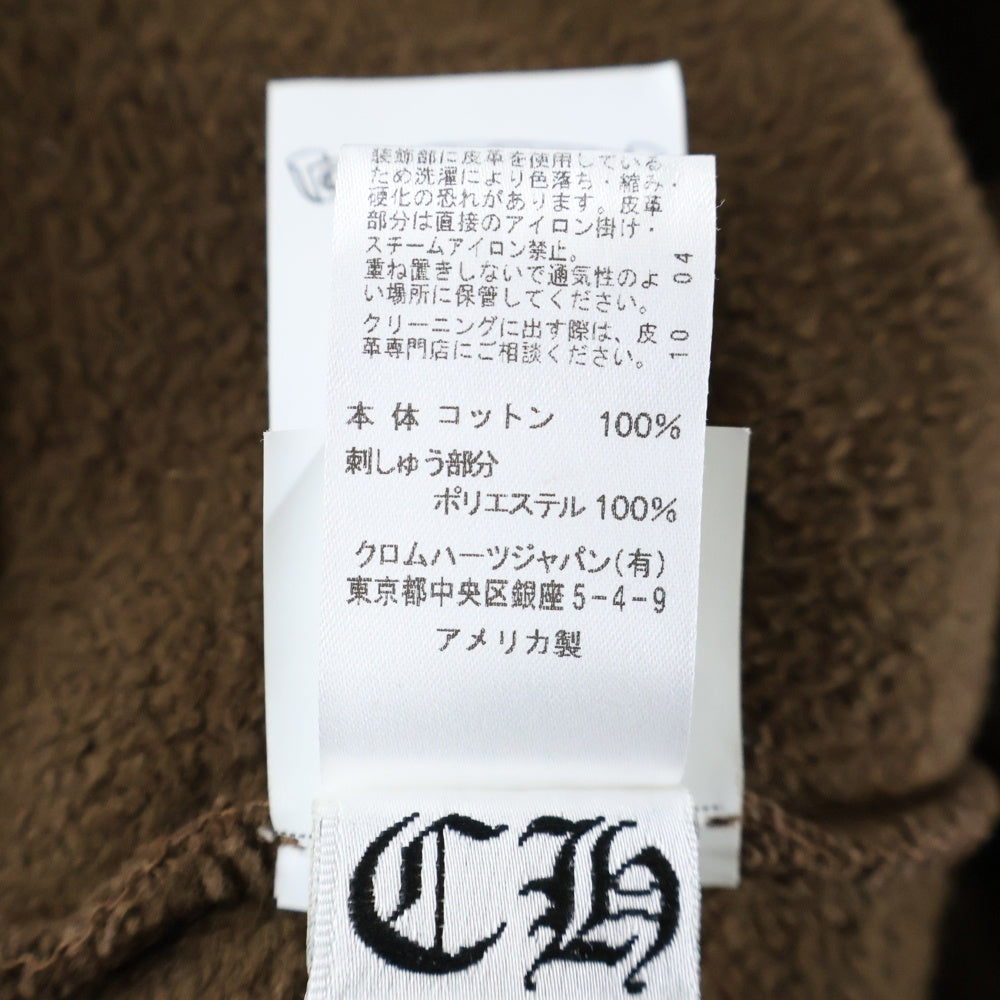 装飾部に皮革を使用している
ため洗濯により色落ち・縮み・
硬化の恐れがあります。皮革
部分は直接のアイロン掛け・
スチームアイロン禁止。
重ね置きしないで通気性のよ
い場所に保管してください。
クリーニングに出す際は、皮
革専門店にご相談ください。
10 04
本体 コットン 100%
刺しゅう部分
ポリエステル 100%
クロムハーツジャパン(有)
東京都中央区銀座5-4-9
アメリカ製
CH